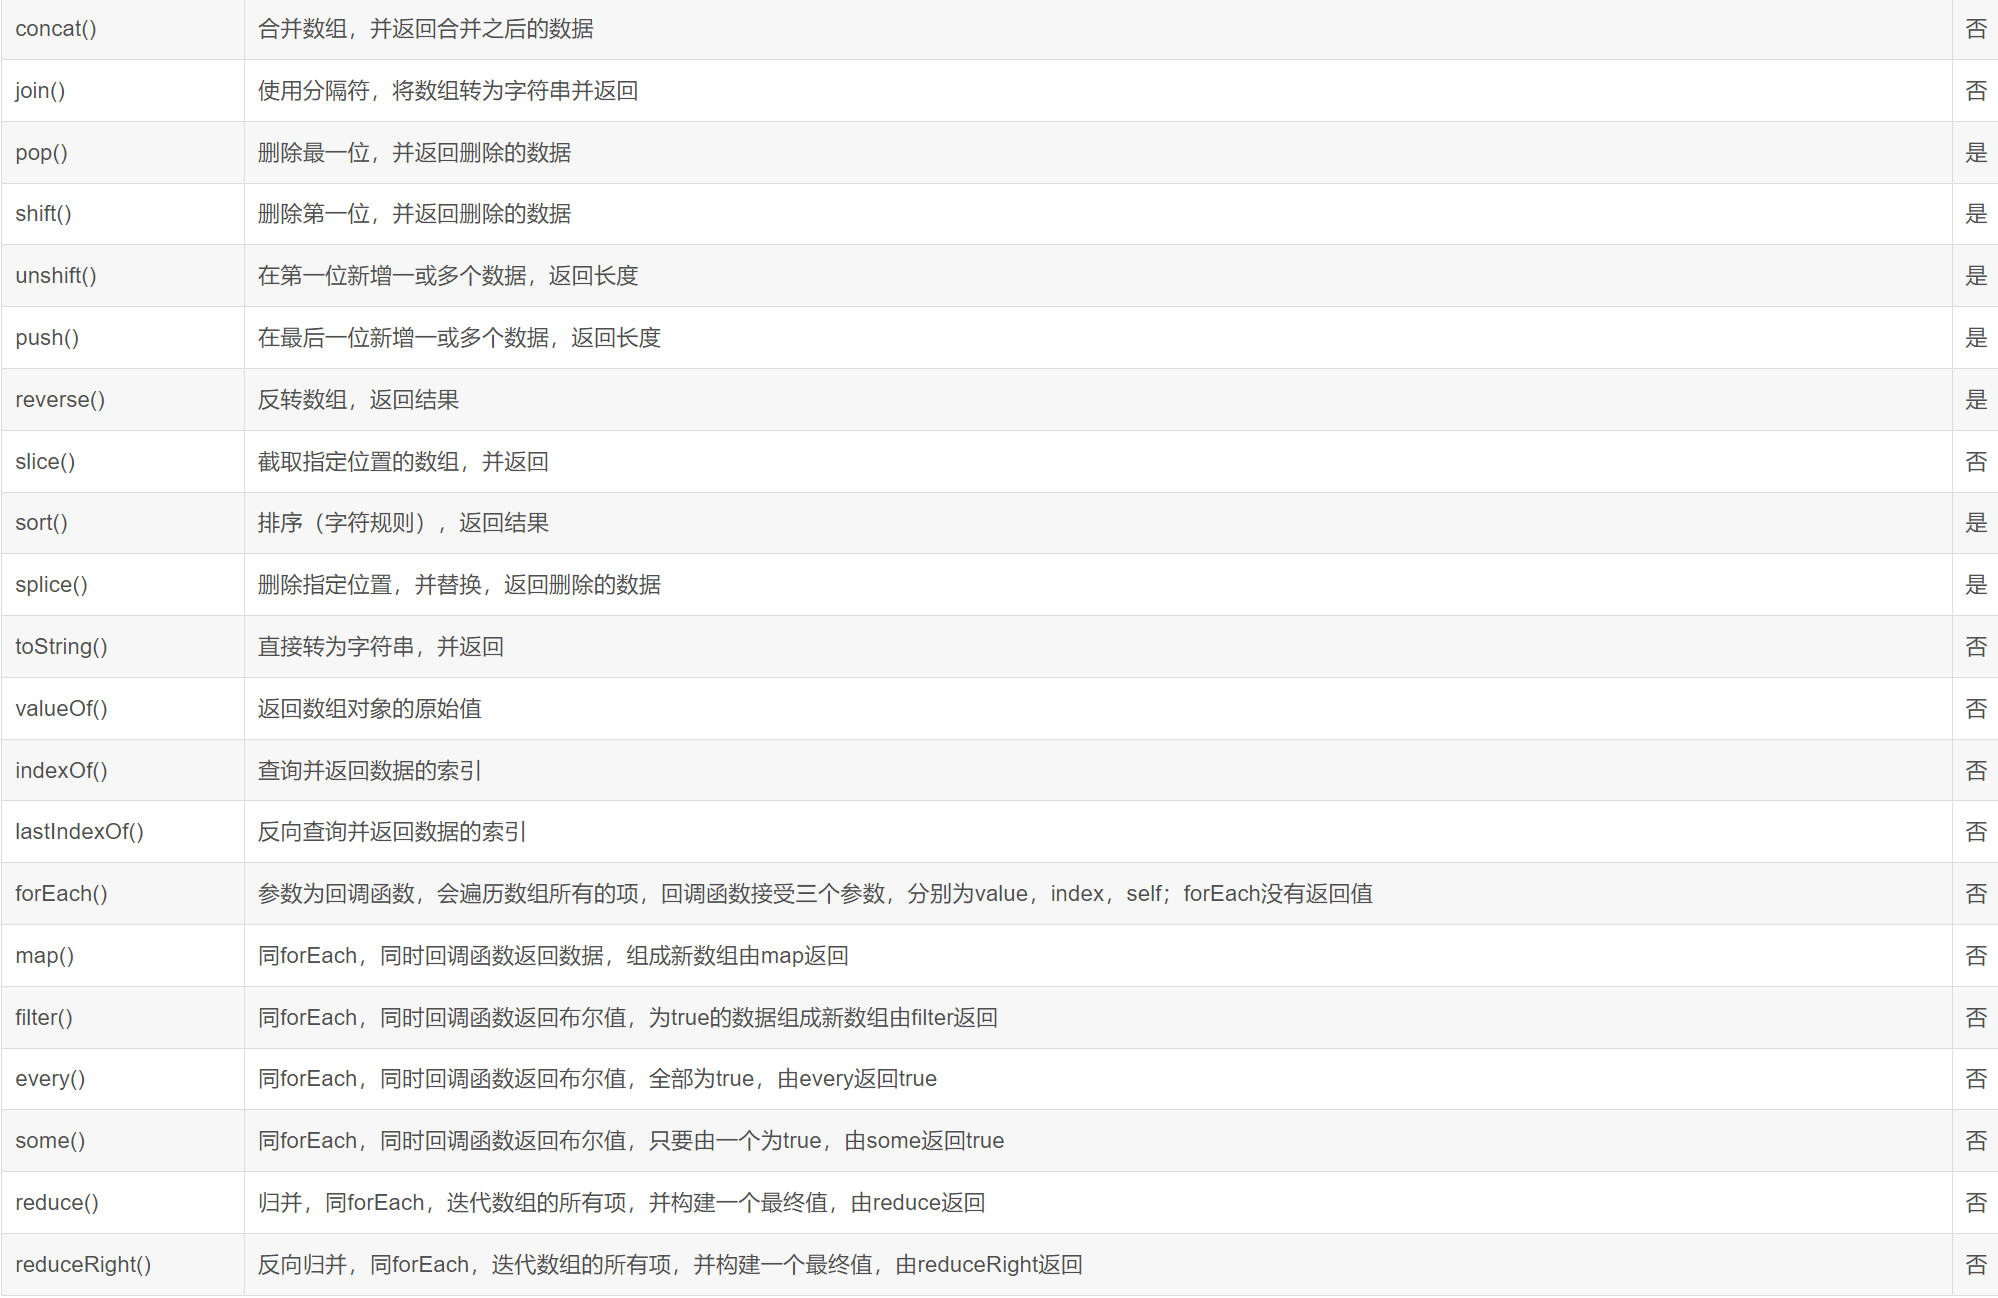 concat() 合并数组，并返回合并之后的数据 否
join() 使用分隔符，将数组转为字符串并返回 否
pop() 删除最一位，并返回删除的数据 是
shift() 删除第一位，并返回删除的数据 是
unshift() 在第一位新增一或多个数据，返回长度 是
push() 在最后一位新增一或多个数据，返回长度 是
reverse() 反转数组，返回结果 是
slice() 截取指定位置的数组，并返回 否
sort() 排序（字符规则），返回结果 是
splice() 删除指定位置，并替换，返回删除的数据 是
toString() 直接转为字符串，并返回 否
valueOf() 返回数组对象的原始值 否
indexOf() 查询并返回数据的索引 否
lastIndexOf() 反向查询并返回数据的索引 否
forEach() 参数为回调函数，会遍历数组所有的项，回调函数接受三个参数，分别为value，index，self；forEach没有返回值 否
map() 同forEach，同时回调函数返回数据，组成新数组由map返回 否
filter() 同forEach，同时回调函数返回布尔值，为true的数据组成新数组由filter返回 否
every() 同forEach，同时回调函数返回布尔值，全部为true，由every返回true 否
some() 同forEach，同时回调函数返回布尔值，只要由一个为true，由some返回true 否
reduce() 归并，同forEach，迭代数组的所有项，并构建一个最终值，由reduce返回 否
reduceRight() 反向归并，同forEach，迭代数组的所有项，并构建一个最终值，由reduceRight返回 否